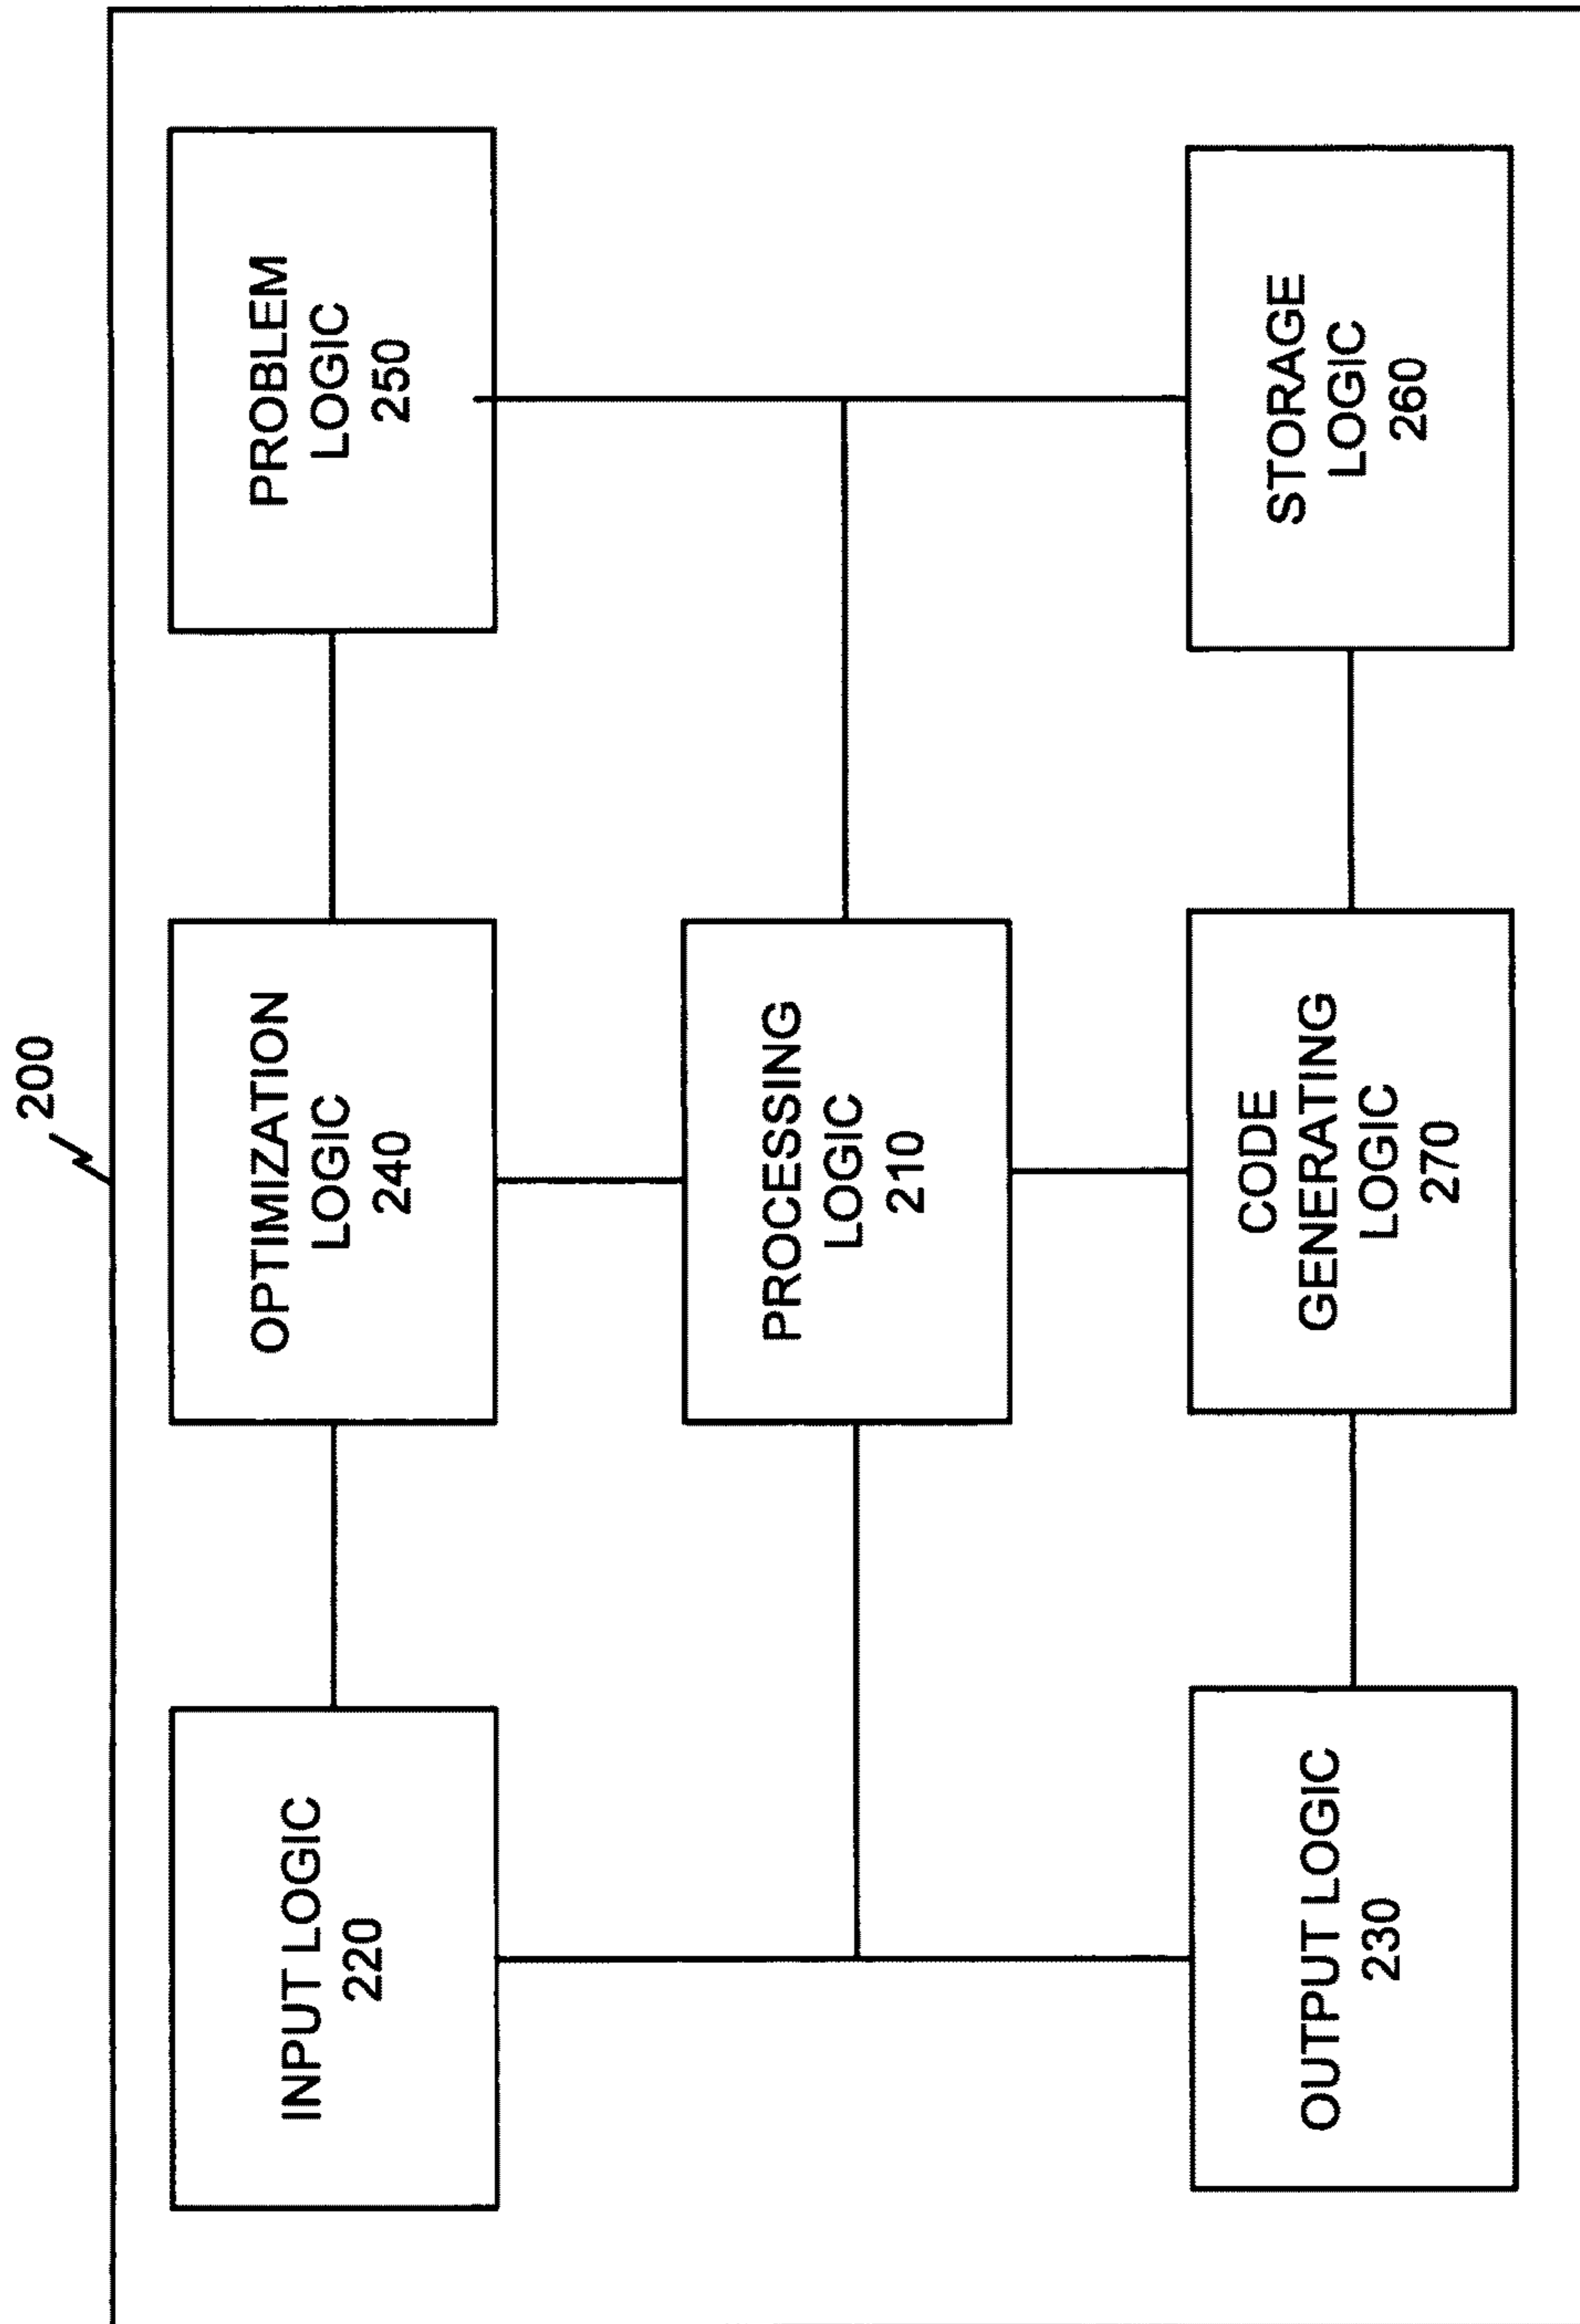 200
INPUT LOGIC
220
OPTIMIZATION
LOGIC
240
PROBLEM
LOGIC
250
PROCESSING
LOGIC
210
OUTPUT LOGIC
230
CODE
GENERATING
LOGIC
270
STORAGE
LOGIC
260